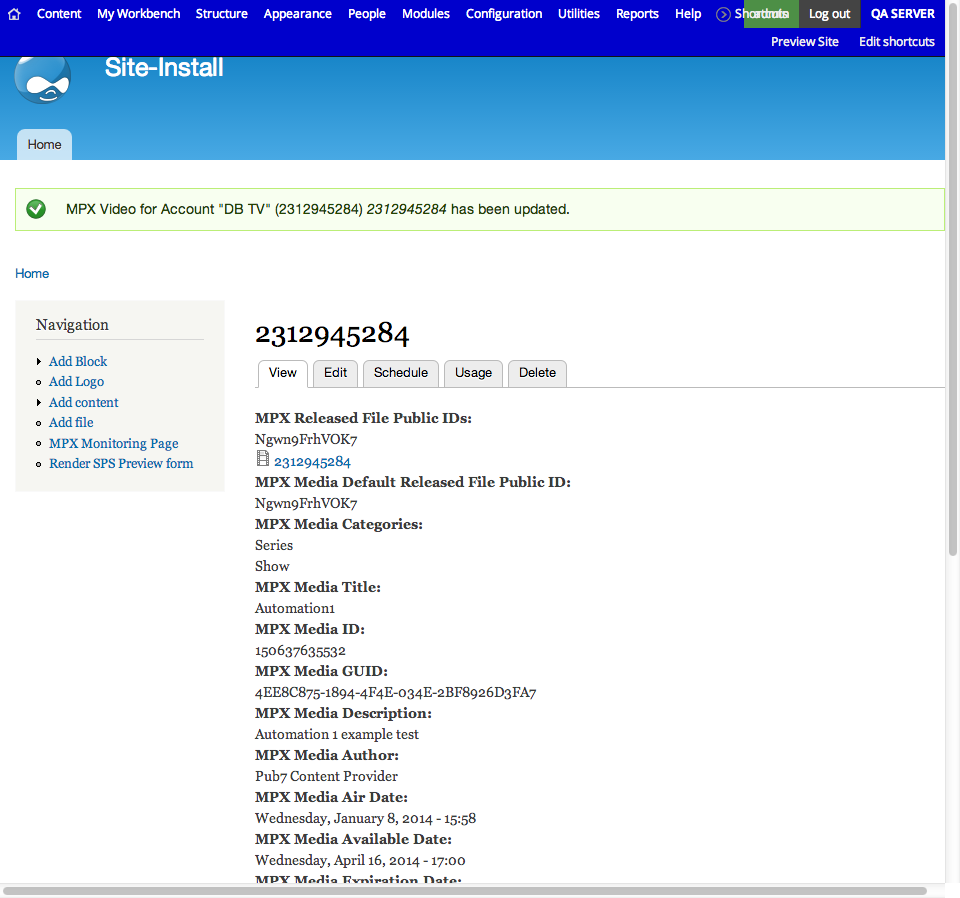 Content My Workbench Structure Appearance People Modules Configuration Utilities Reports Help Shortcuts Log out QA SERVER
Preview Site Edit shortcuts
Site-Install
Home
MPX Video for Account "DB TV" (2312945284) 2312945284 has been updated.
Home
Navigation
Add Block
Add Logo
Add content
Add file
MPX Monitoring Page
Render SPS Preview form
2312945284
View Edit Schedule Usage Delete
MPX Released File Public IDs:
Ngwn9FrhVOK7
2312945284
MPX Media Default Released File Public ID:
Ngwn9FrhVOK7
MPX Media Categories:
Series
Show
MPX Media Title:
Automation1
MPX Media ID:
150637635532
MPX Media GUID:
4EE8C875-1894-4F4E-034E-2BF8926D3FA7
MPX Media Description:
Automation 1 example test
MPX Media Author:
Pub7 Content Provider
MPX Media Air Date:
Wednesday, January 8, 2014 - 15:58
MPX Media Available Date:
Wednesday, April 16, 2014 - 17:00
MPX Media Expiration Date: